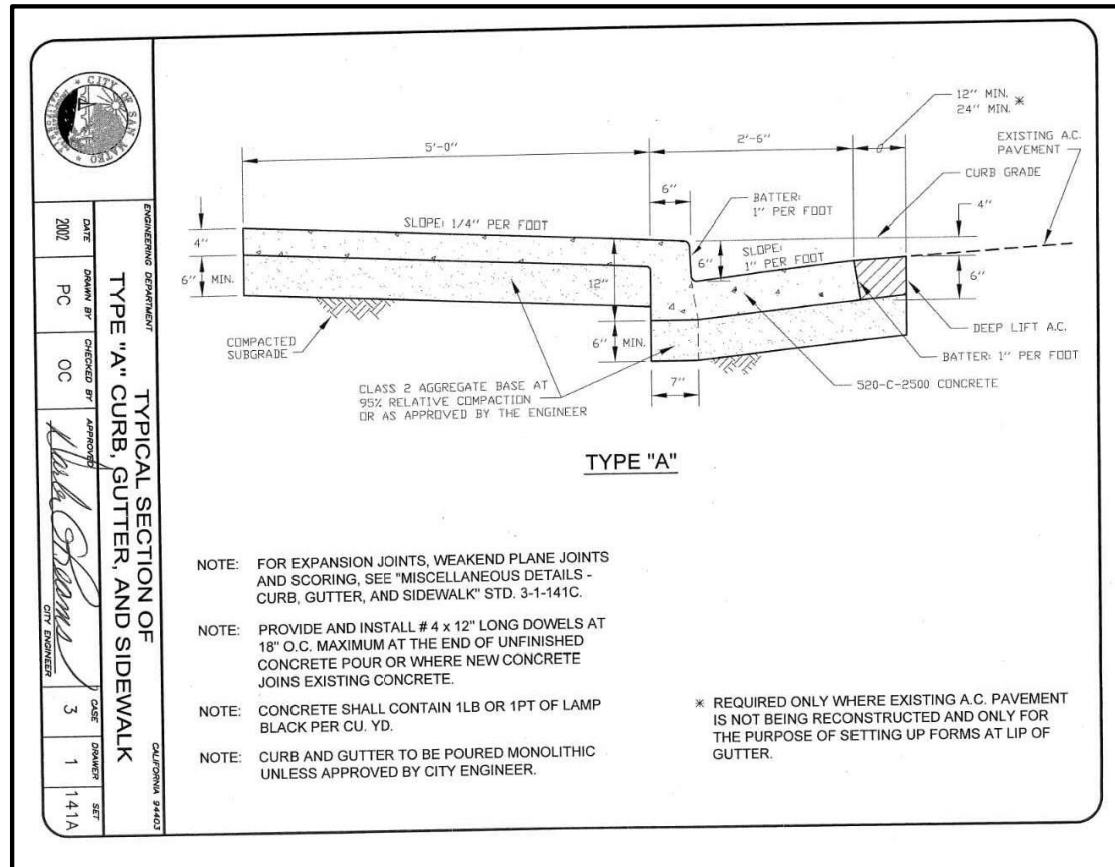 12" MIN.
24" MIN. *
EXISTING A.C.
PAVEMENT
5'-0"
2'-6"
CURB GRADE
6"
BATTER:
1" PER FOOT
4"
SLOPE: 1/4" PER FOOT
4"
6"
SLOPE:
1" PER FOOT
6" MIN.
12"
6"
COMPACTED
SUBGRADE
6" MIN.
DEEP LIFT A.C.
BATTER: 1" PER FOOT
7"
520-C-2500 CONCRETE
CLASS 2 AGGREGATE BASE AT
95% RELATIVE COMPACTION
OR AS APPROVED BY THE ENGINEER
TYPE "A"
NOTE: FOR EXPANSION JOINTS, WEAKEND PLANE JOINTS
AND SCORING, SEE "MISCELLANEOUS DETAILS -
CURB, GUTTER, AND SIDEWALK" STD. 3-1-141C.
NOTE: PROVIDE AND INSTALL # 4 x 12" LONG DOWELS AT
18" O.C. MAXIMUM AT THE END OF UNFINISHED
CONCRETE POUR OR WHERE NEW CONCRETE
JOINS EXISTING CONCRETE.
NOTE: CONCRETE SHALL CONTAIN 1LB OR 1PT OF LAMP
BLACK PER CU. YD.
NOTE: CURB AND GUTTER TO BE POURED MONOLITHIC
UNLESS APPROVED BY CITY ENGINEER.
* REQUIRED ONLY WHERE EXISTING A.C. PAVEMENT
IS NOT BEING RECONSTRUCTED AND ONLY FOR
THE PURPOSE OF SETTING UP FORMS AT LIP OF
GUTTER.
CITY OF SAN MATEO
ENGINEERING DEPARTMENT
CALIFORNIA 94403
TYPICAL SECTION OF
TYPE "A" CURB, GUTTER, AND SIDEWALK
DATE
2002
DRAWN BY
PC
CHECKED BY
OC
APPROVED
CITY ENGINEER
CASE
3
DRAWER
1
SET
141A